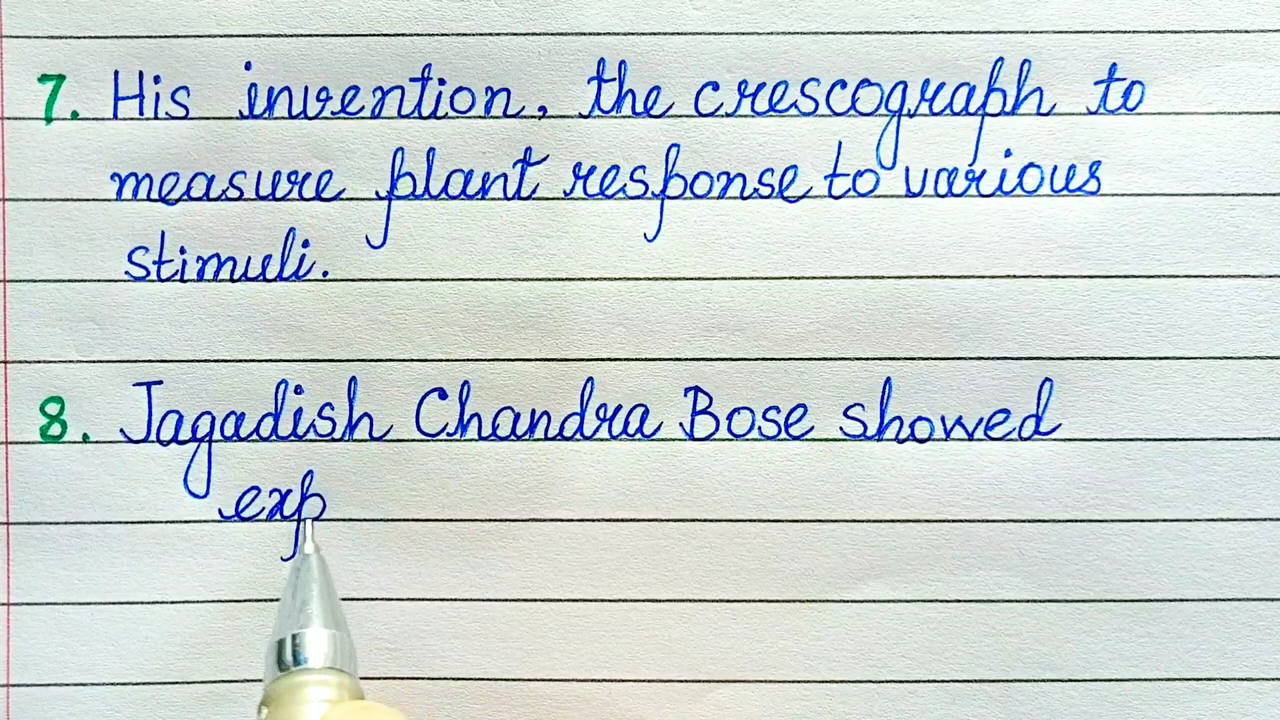 7. His invention, the crescograph to
measure plant response to various
stimuli.
8. Jagadish Chandra Bose showed
exp